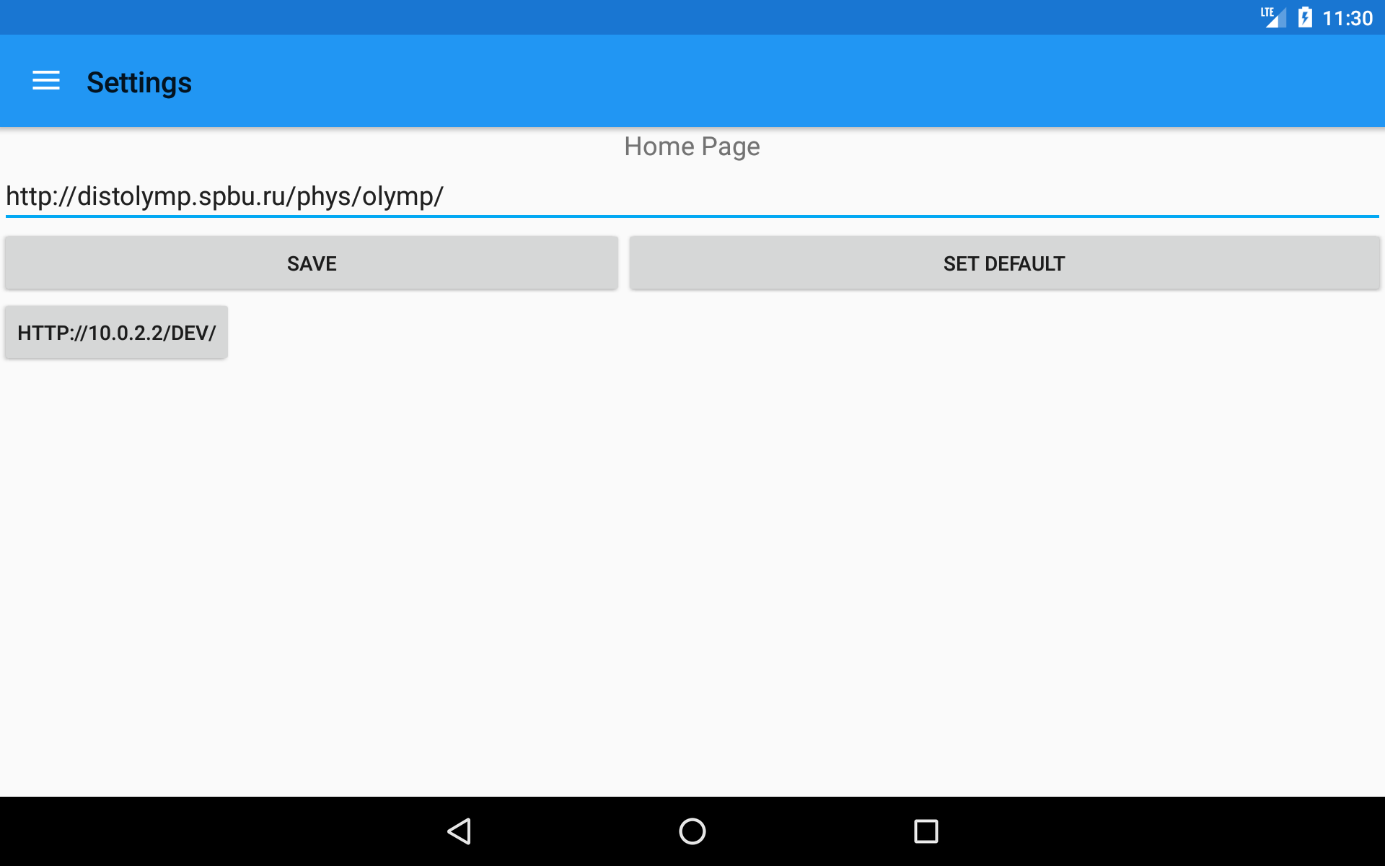 LTE 11:30
Settings
Home Page
http://distolymp.spbu.ru/phys/olymp/
SAVE SET DEFAULT
HTTP://10.0.2.2/DEV/